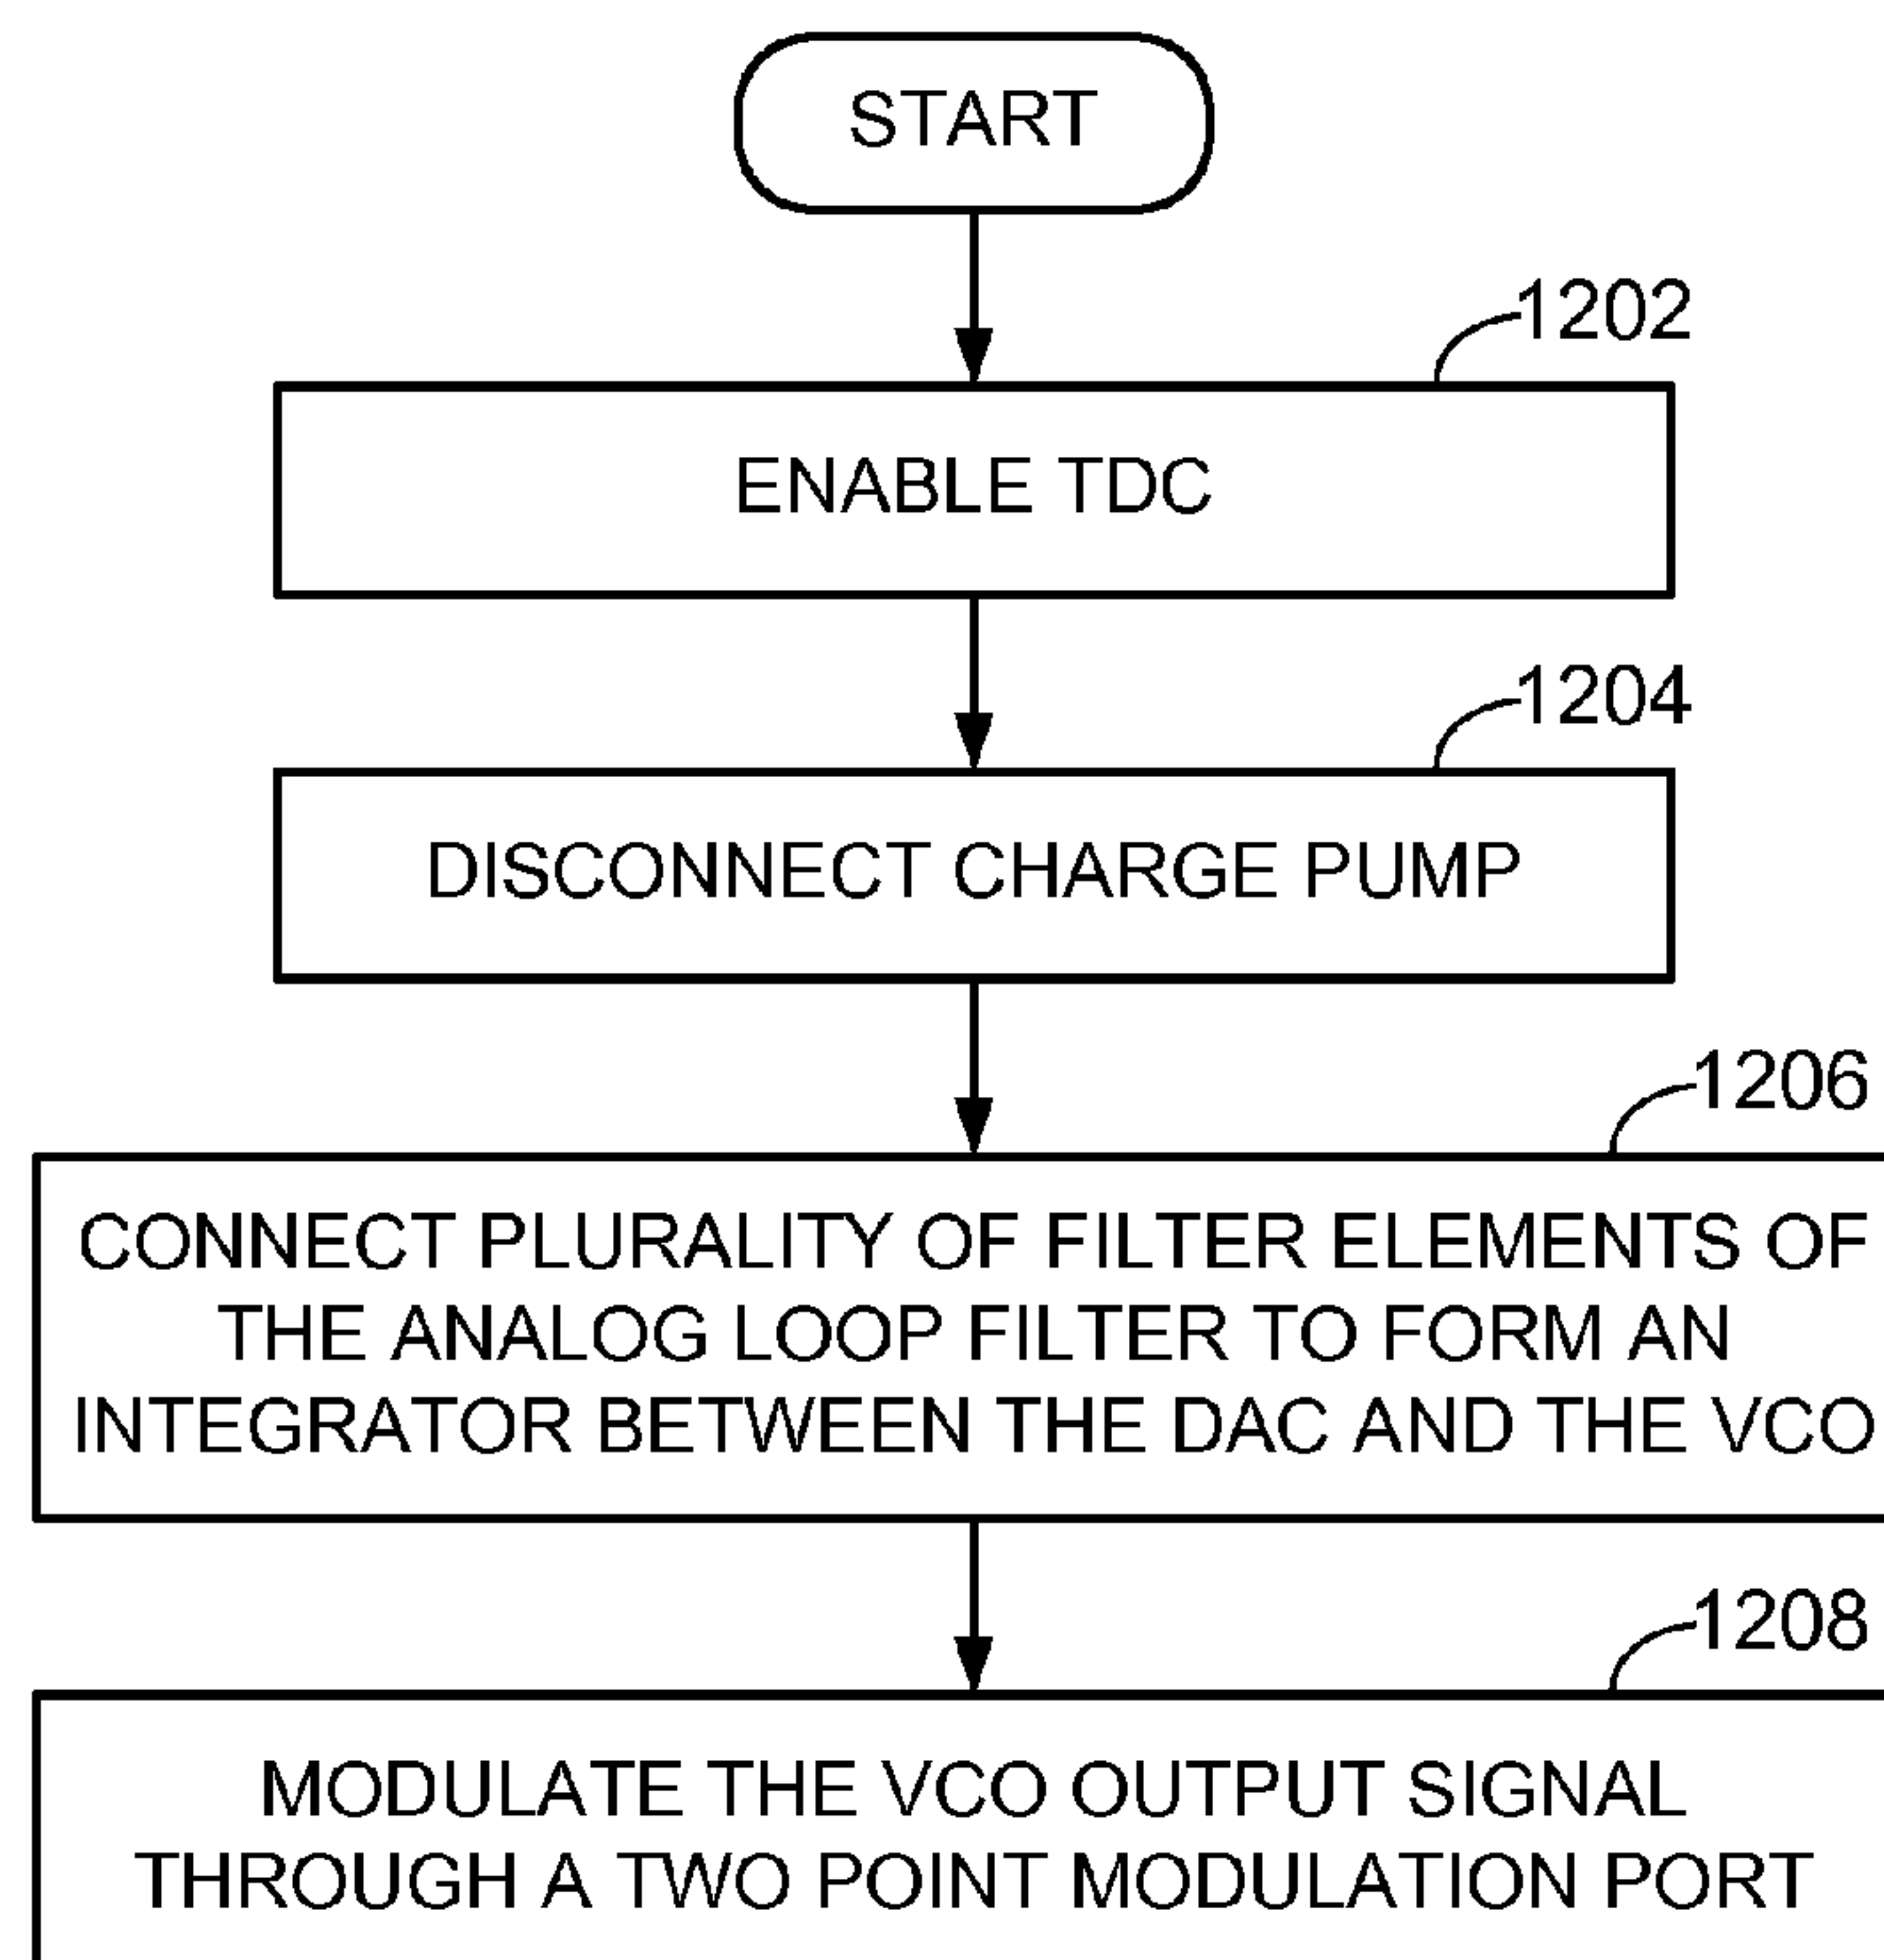 START
1202
ENABLE TDC
1204
DISCONNECT CHARGE PUMP
1206
CONNECT PLURALITY OF FILTER ELEMENTS OF
THE ANALOG LOOP FILTER TO FORM AN
INTEGRATOR BETWEEN THE DAC AND THE VCO
1208
MODULATE THE VCO OUTPUT SIGNAL
THROUGH A TWO POINT MODULATION PORT